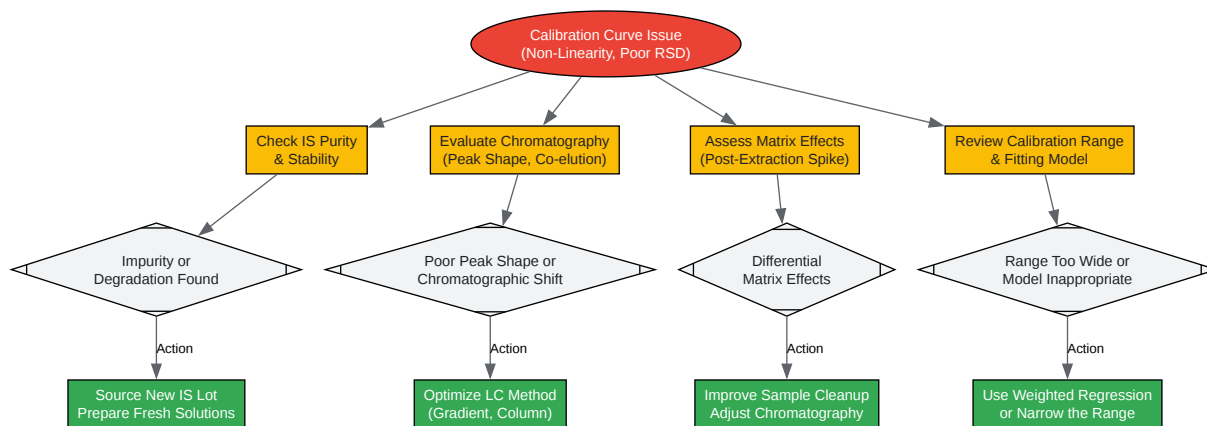 Calibration Curve Issue
(Non-Linearity, Poor RSD)
Check IS Purity
& Stability
Evaluate Chromatography
(Peak Shape, Co-elution)
Assess Matrix Effects
(Post-Extraction Spike)
Review Calibration Range
& Fitting Model
Impurity or
Degradation Found
Poor Peak Shape or
Chromatographic Shift
Differential
Matrix Effects
Range Too Wide or
Model Inappropriate
Action
Action
Action
Action
Source New IS Lot
Prepare Fresh Solutions
Optimize LC Method
(Gradient, Column)
Improve Sample Cleanup
Adjust Chromatography
Use Weighted Regression
or Narrow the Range